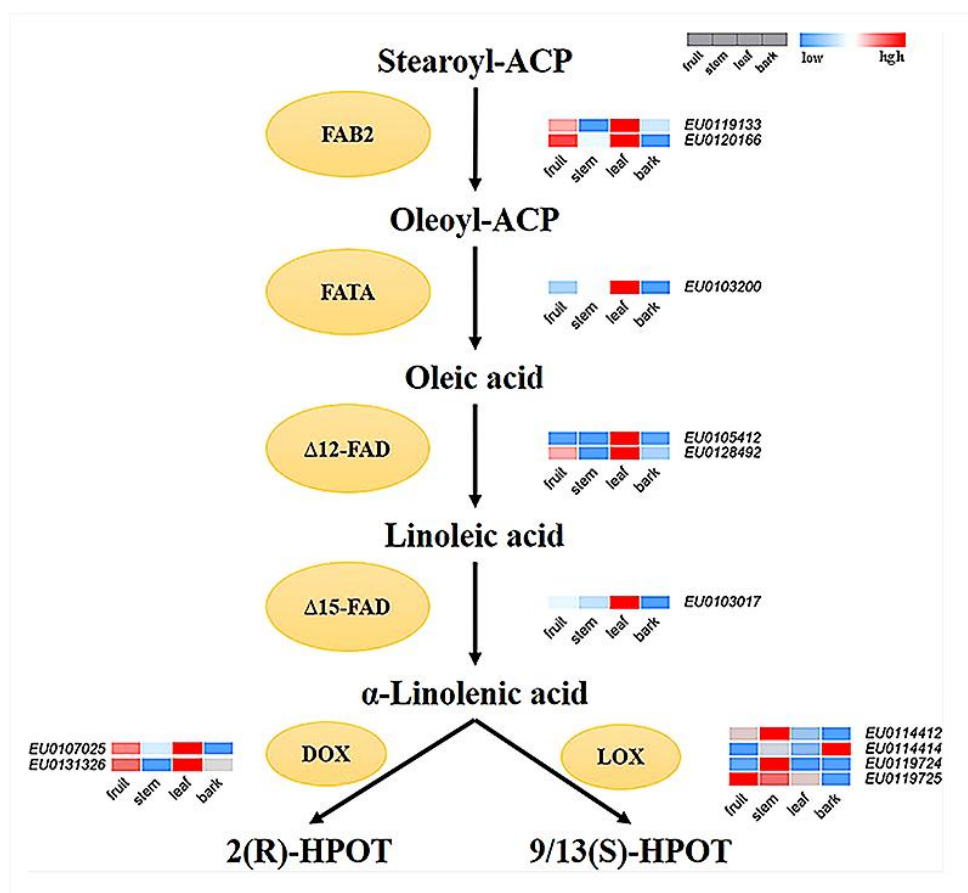 fruit stem leaf bark
low hgh
Stearoyl-ACP
FAB2
EU0119133
EU0120166
fruit stem leaf bark
Oleoyl-ACP
FATA
EU0103200
fruit stem leaf bark
Oleic acid
Δ12-FAD
EU0105412
EU0128492
fruit stem leaf bark
Linoleic acid
Δ15-FAD
EU0103017
fruit stem leaf bark
α-Linolenic acid
EU0107025
EU0131326
fruit stem leaf bark
DOX
LOX
EU0114412
EU0114414
EU0119724
EU0119725
fruit stem leaf bark
2(R)-HPOT
9/13(S)-HPOT